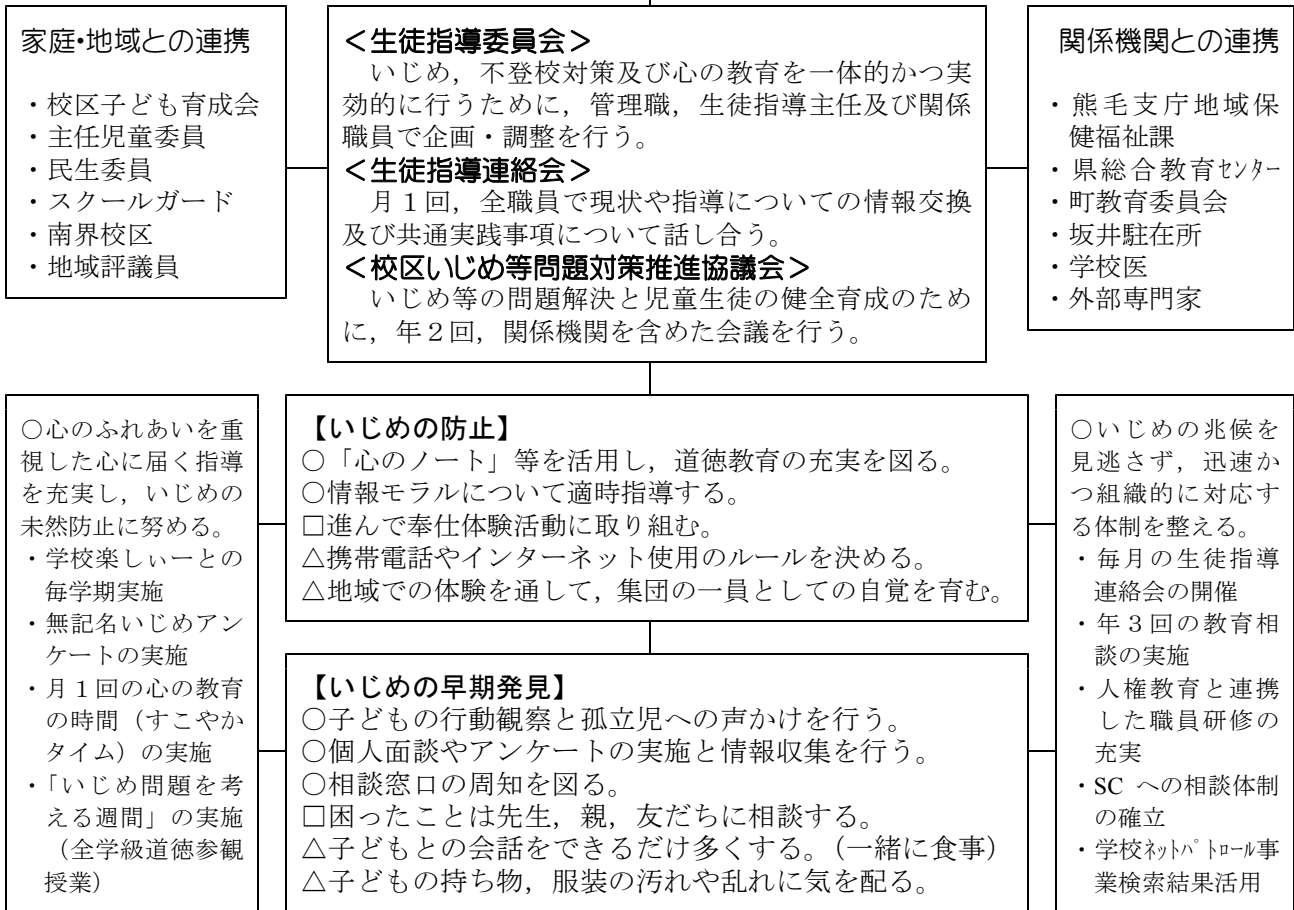 家庭・地域との連携
・校区子ども育成会
・主任児童委員
・民生委員
・スクールガード
・南界校区
・地域評議員
＜生徒指導委員会＞
いじめ，不登校対策及び心の教育を一体的かつ実
効的に行うために，管理職，生徒指導主任及び関係
職員で企画・調整を行う。
＜生徒指導連絡会＞
月１回，全職員で現状や指導についての情報交換
及び共通実践事項について話し合う。
＜校区いじめ等問題対策推進協議会＞
いじめ等の問題解決と児童生徒の健全育成のため
に，年２回，関係機関を含めた会議を行う。
関係機関との連携
・熊毛支庁地域保
健福祉課
・県総合教育ｾﾝﾀｰ
・町教育委員会
・坂井駐在所
・学校医
・外部専門家
○心のふれあいを重
視した心に届く指導
を充実し，いじめの
未然防止に努める。
・学校楽しぃーとの
毎学期実施
・無記名いじめアン
ケートの実施
・月１回の心の教育
の時間（すこやか
タイム）の実施
・「いじめ問題を考
える週間」の実施
（全学級道徳参観
授業）
【いじめの防止】
○「心のノート」等を活用し，道徳教育の充実を図る。
○情報モラルについて適時指導する。
□進んで奉仕体験活動に取り組む。
△携帯電話やインターネット使用のルールを決める。
△地域での体験を通して，集団の一員としての自覚を育む。
【いじめの早期発見】
○子どもの行動観察と孤立児への声かけを行う。
○個人面談やアンケートの実施と情報収集を行う。
○相談窓口の周知を図る。
□困ったことは先生，親，友だちに相談する。
△子どもとの会話をできるだけ多くする。（一緒に食事）
△子どもの持ち物，服装の汚れや乱れに気を配る。
○いじめの兆候を
見逃さず，迅速か
つ組織的に対応す
る体制を整える。
・毎月の生徒指導
連絡会の開催
・年３回の教育相
談の実施
・人権教育と連携
した職員研修の
充実
・SC への相談体制
の確立
・学校ﾈｯﾄﾊﾟﾄﾛｰﾙ事
業検索結果活用